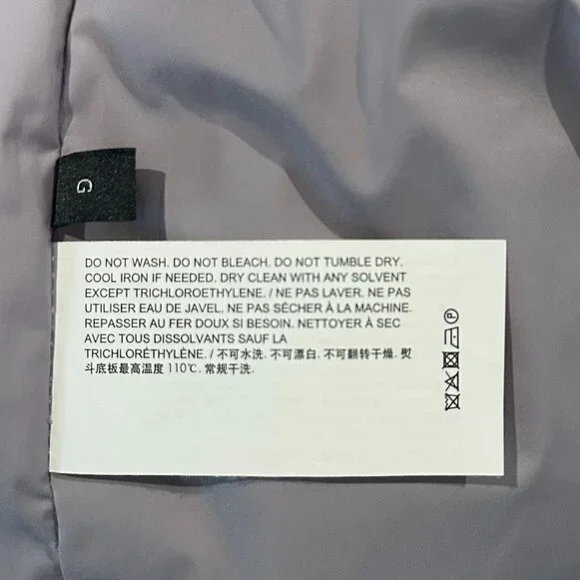 G
DO NOT WASH. DO NOT BLEACH. DO NOT TUMBLE DRY.
COOL IRON IF NEEDED. DRY CLEAN WITH ANY SOLVENT
EXCEPT TRICHLOROETHYLENE. / NE PAS LAVER. NE PAS
UTILISER EAU DE JAVEL. NE PAS SÉCHER À LA MACHINE.
REPASSER AU FER DOUX SI BESOIN. NETTOYER À SEC
AVEC TOUS DISSOLVANTS SAUF LA
TRICHLORÉTHYLÈNE. / 不可水洗. 不可漂白. 不可翻转干燥. 熨
斗底板最高温度 110℃. 常规干洗.
P